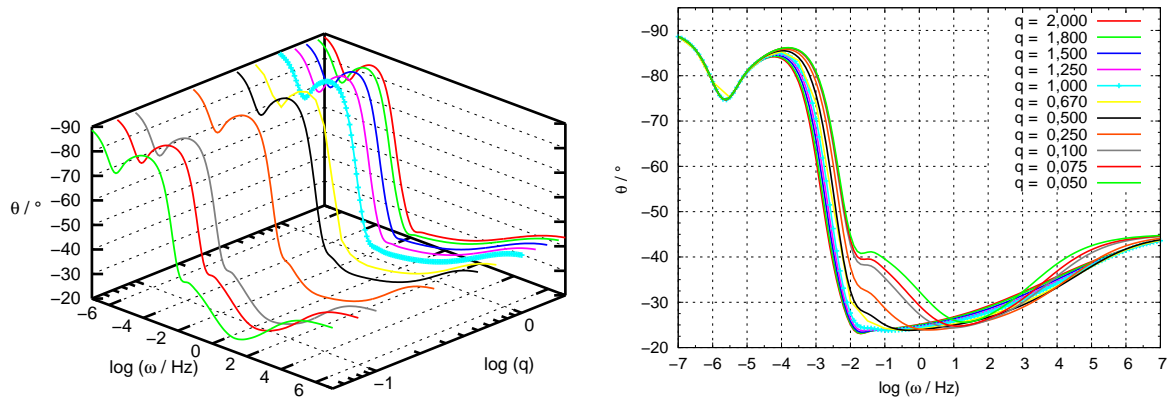 −90
−80
−70
−60
−50
−40
−30
−20
θ / °
−6
−4
−2
0
2
4
6
log (ω / Hz)
−1
0
log (q)
−90
−80
−70
−60
−50
−40
−30
−20
θ / °
−7
−6
−5
−4
−3
−2
−1
0
1
2
3
4
5
6
7
log (ω / Hz)
q = 2,000
q = 1,800
q = 1,500
q = 1,250
q = 1,000
q = 0,670
q = 0,500
q = 0,250
q = 0,100
q = 0,075
q = 0,050